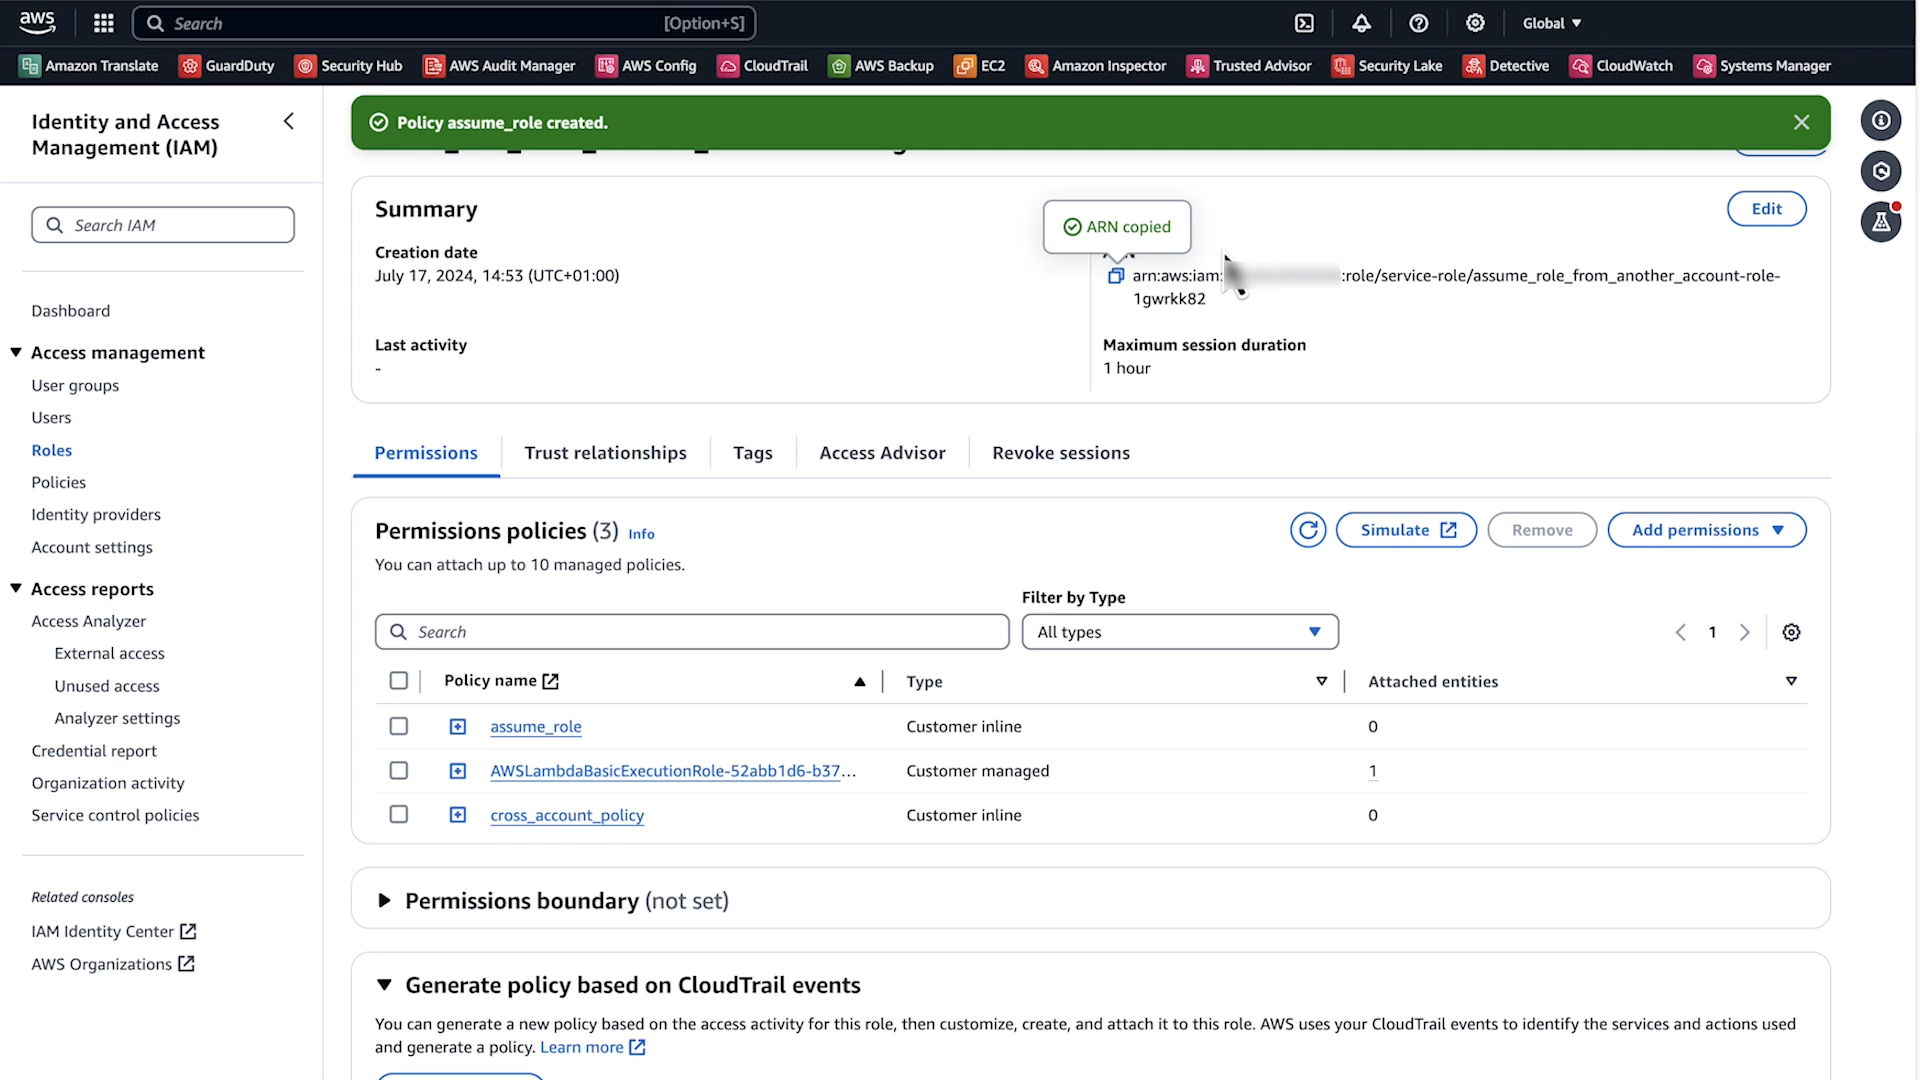 aws
Search
[Option+S]
Global
Amazon Translate
GuardDuty
Security Hub
AWS Audit Manager
AWS Config
CloudTrail
AWS Backup
EC2
Amazon Inspector
Trusted Advisor
Security Lake
Detective
CloudWatch
Systems Manager
Identity and Access
Management (IAM)
Search IAM
Dashboard
Access management
User groups
Users
Roles
Policies
Identity providers
Account settings
Access reports
Access Analyzer
External access
Unused access
Analyzer settings
Credential report
Organization activity
Service control policies
Related consoles
IAM Identity Center
AWS Organizations
Policy assume_role created.
Summary
Edit
Creation date
July 17, 2024, 14:53 (UTC+01:00)
ARN copied
arn:aws:iam: :role/service-role/assume_role_from_another_account-role-
1gwrkk82
Last activity
-
Maximum session duration
1 hour
Permissions
Trust relationships
Tags
Access Advisor
Revoke sessions
Permissions policies (3) Info
You can attach up to 10 managed policies.
Simulate
Remove
Add permissions
Filter by Type
Search
All types
1
Policy name
Type
Attached entities
assume_role
Customer inline
0
AWSLambdaBasicExecutionRole-52abb1d6-b37...
Customer managed
1
cross_account_policy
Customer inline
0
Permissions boundary (not set)
Generate policy based on CloudTrail events
You can generate a new policy based on the access activity for this role, then customize, create, and attach it to this role. AWS uses your CloudTrail events to identify the services and actions used
and generate a policy. Learn more